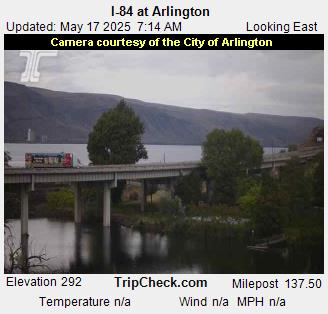 I-84 at Arlington
Updated: May 17 2025 7:14 AM Looking East
Camera courtesy of the City of Arlington
Elevation 292 TripCheck.com Milepost 137.50
Temperature n/a Wind n/a MPH n/a